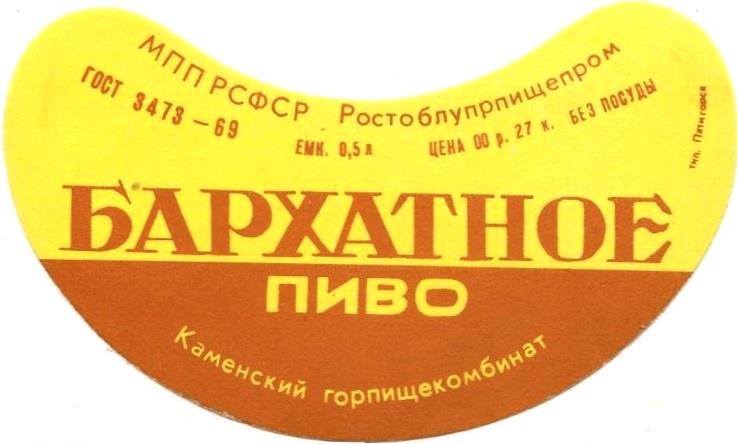 МПП РСФСР Ростоблупрпищепром
ГОСТ 3473-69 ЕМК. 0,5 л ЦЕНА 00 р. 27 к. БЕЗ ПОСУДЫ
тип. Пятигорск
БАРХАТНОЕ
ПИВО
Каменский горпищекомбинат